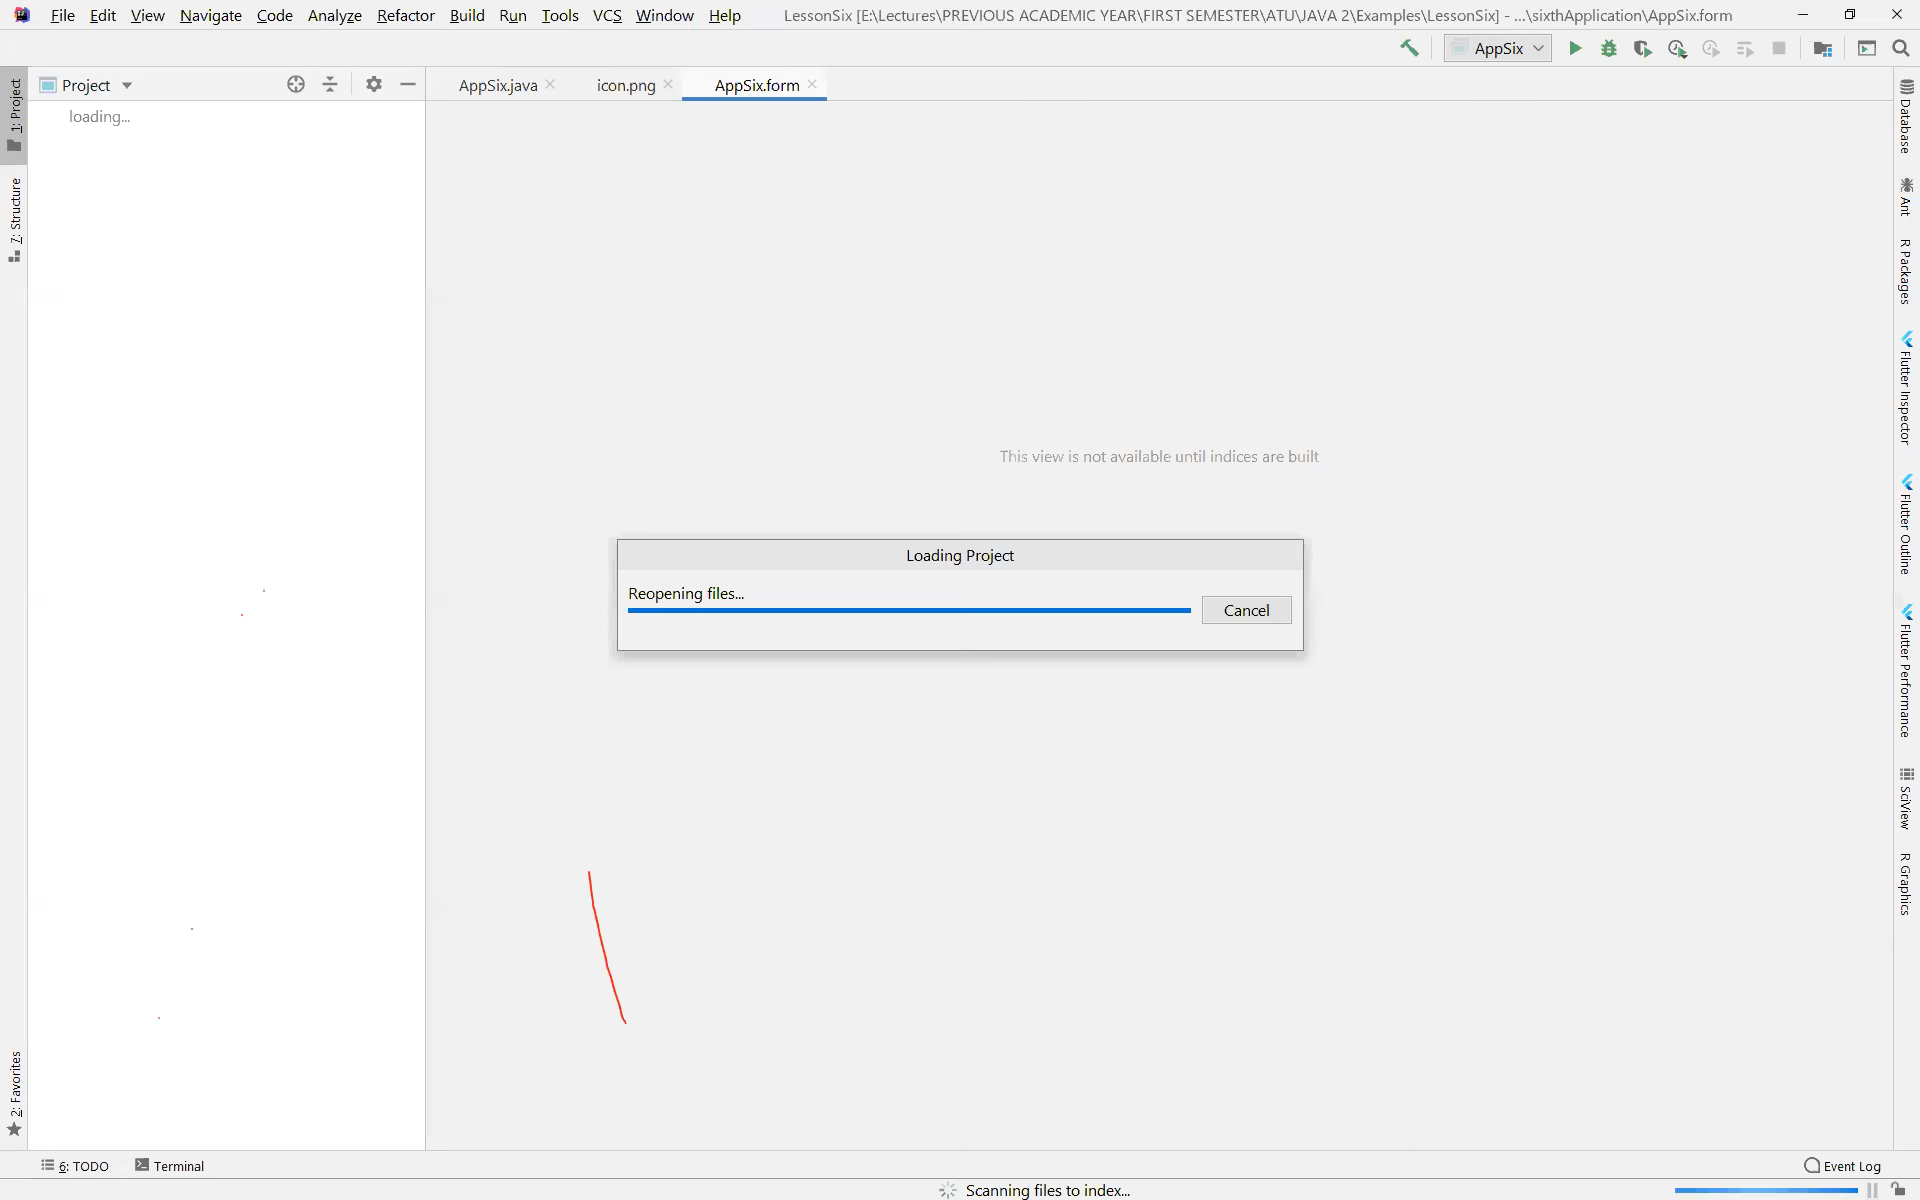 File Edit View Navigate Code Analyze Refactor Build Run Tools VCS Window Help LessonSix [E:\Lectures\PREVIOUS ACADEMIC YEAR\FIRST SEMESTER\ATU\JAVA 2\Examples\LessonSix] - ...\sixthApplication\AppSix.form
AppSix
Project
AppSix.java icon.png AppSix.form
loading...
1: Project
7: Structure
2: Favorites
This view is not available until indices are built
Loading Project
Reopening files...
Cancel
Database
Ant
R Packages
Flutter Inspector
Flutter Outline
Flutter Performance
SciView
R Graphics
6: TODO Terminal Event Log
Scanning files to index...